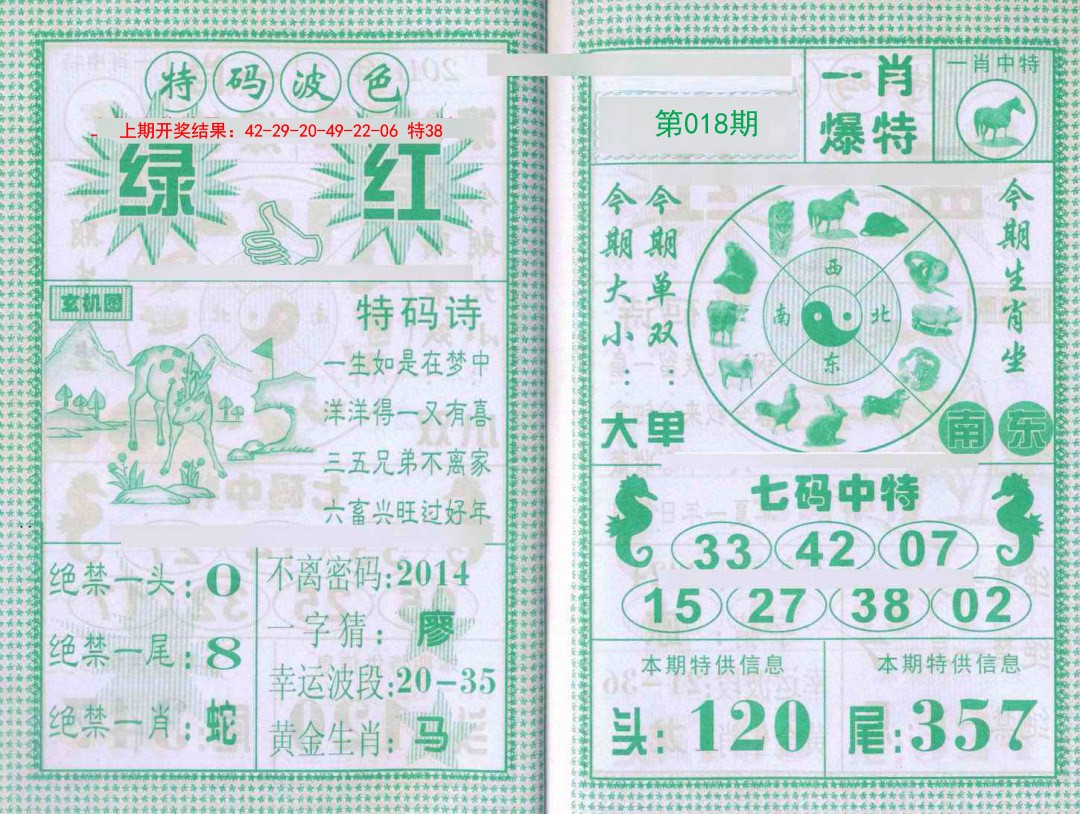 特码波色
上期开奖结果：42-29-20-49-22-06 特38
绿 红
玄机图
特码诗
一生如是在梦中
洋洋得一又有喜
三五兄弟不离家
六畜兴旺过好年
绝禁一头：0
绝禁一尾：8
绝禁一肖：蛇
不离密码：2014
一字猜：廖
幸运波段：20-35
黄金生肖：马
第018期
一肖
爆特
一肖中特
今期大小：大
今期单双：单
西
南 北
东
今期生肖坐
南 东
七码中特
33 42 07
15 27 38 02
本期特供信息
头：120
本期特供信息
尾：357